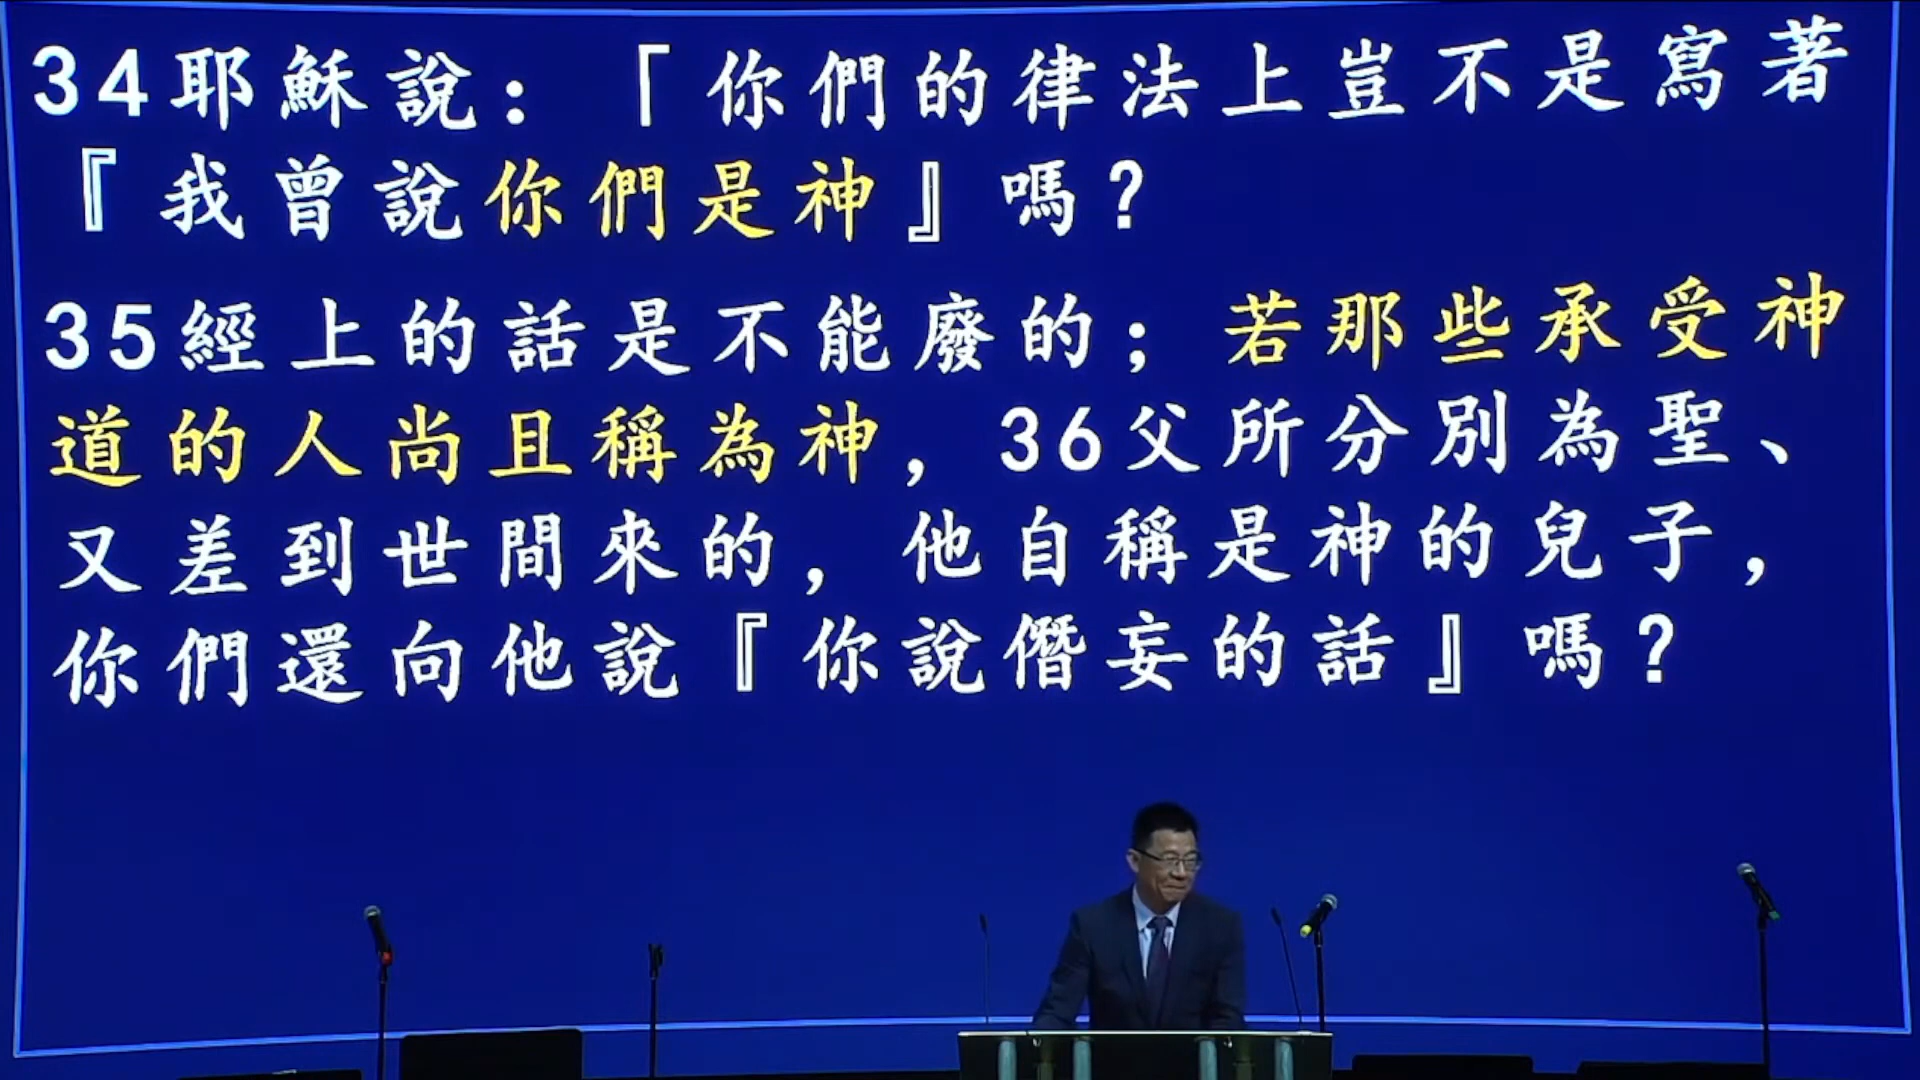 34耶穌說：「你們的律法上豈不是寫著
『我曾說你們是神』嗎？
35經上的話是不能廢的；若那些承受神
道的人尚且稱為神，36父所分別為聖、
又差到世間來的，他自稱是神的兒子，
你們還向他說『你說僭妄的話』嗎？